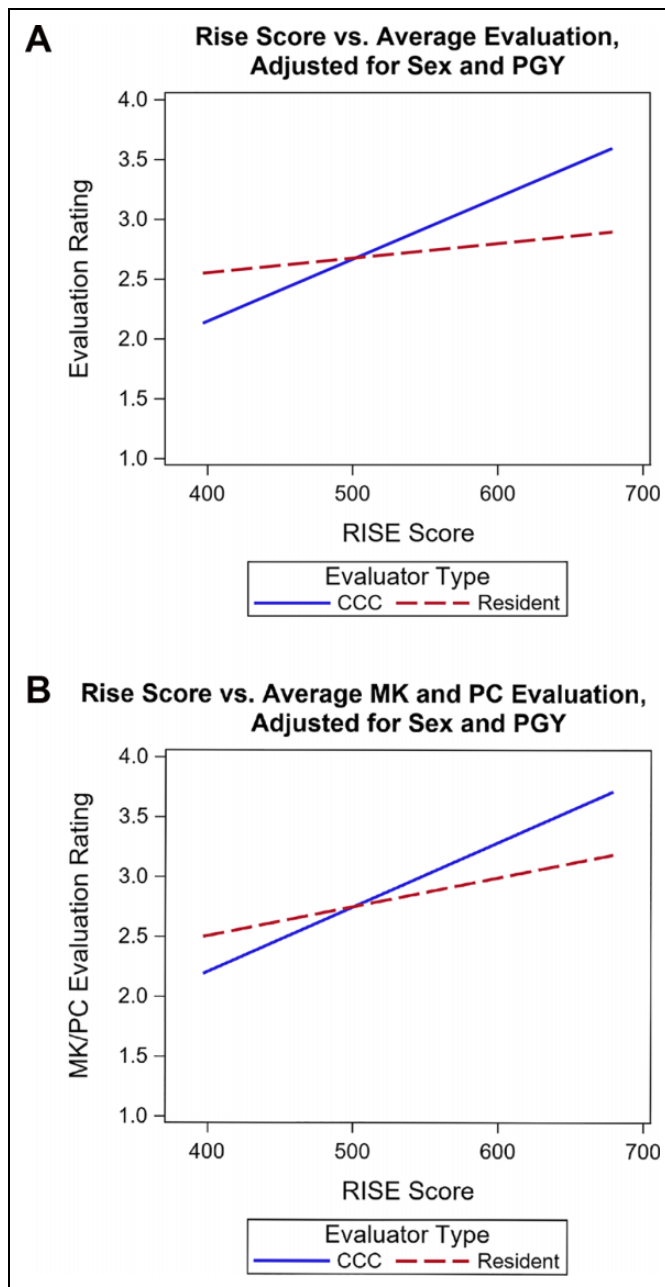 A
Rise Score vs. Average Evaluation,
Adjusted for Sex and PGY
4.0
3.5
3.0
2.5
2.0
1.5
1.0
Evaluation Rating
400 500 600 700
RISE Score
Evaluator Type
CCC Resident
B
Rise Score vs. Average MK and PC Evaluation,
Adjusted for Sex and PGY
4.0
3.5
3.0
2.5
2.0
1.5
1.0
MK/PC Evaluation Rating
400 500 600 700
RISE Score
Evaluator Type
CCC Resident